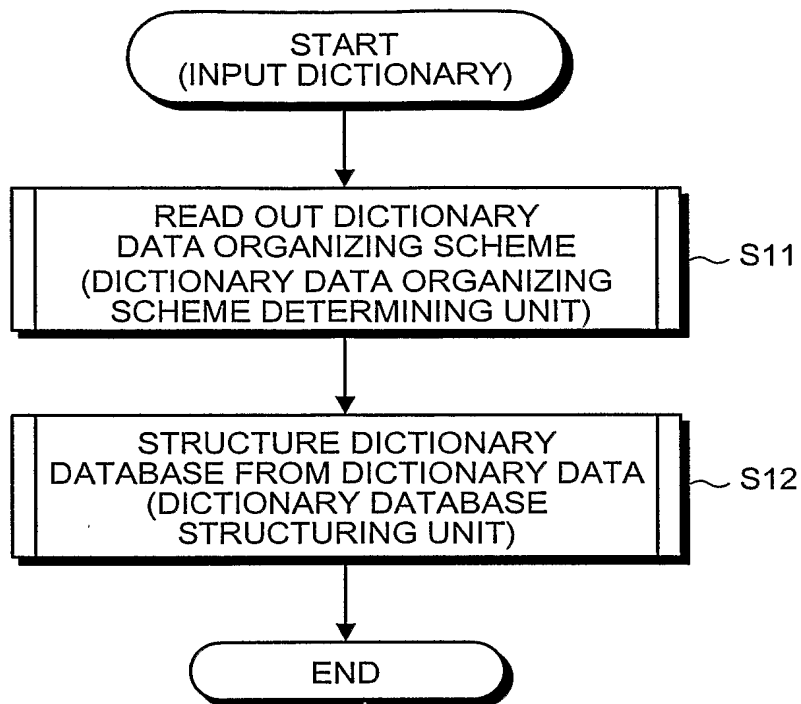 START
(INPUT DICTIONARY)
READ OUT DICTIONARY
DATA ORGANIZING SCHEME
(DICTIONARY DATA ORGANIZING
SCHEME DETERMINING UNIT)
S11
STRUCTURE DICTIONARY
DATABASE FROM DICTIONARY DATA
(DICTIONARY DATABASE
STRUCTURING UNIT)
S12
END